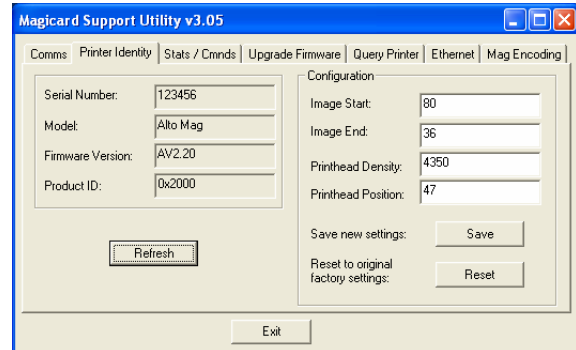 Magicard Support Utility v3.05
Comms Printer Identity Stats / Cmnds Upgrade Firmware Query Printer Ethernet Mag Encoding
Serial Number: 123456
Model: Alto Mag
Firmware Version: AV2.20
Product ID: 0x2000
Refresh
Configuration
Image Start: 80
Image End: 36
Printhead Density: 4350
Printhead Position: 47
Save new settings: Save
Reset to original
factory settings: Reset
Exit